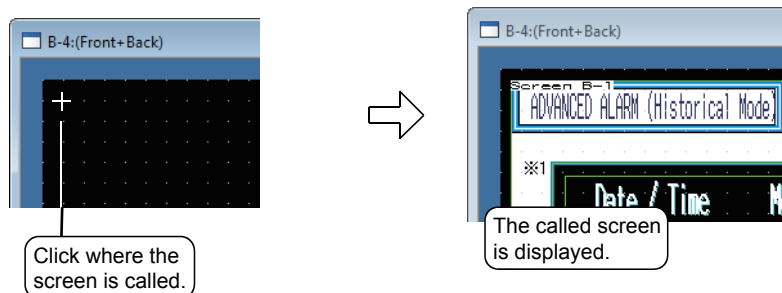 B-4:(Front+Back)
Click where the
screen is called.
B-4:(Front+Back)
Screen B-1
ADVANCED ALARM (Historical Mode)
※1
Date / Time
The called screen
is displayed.